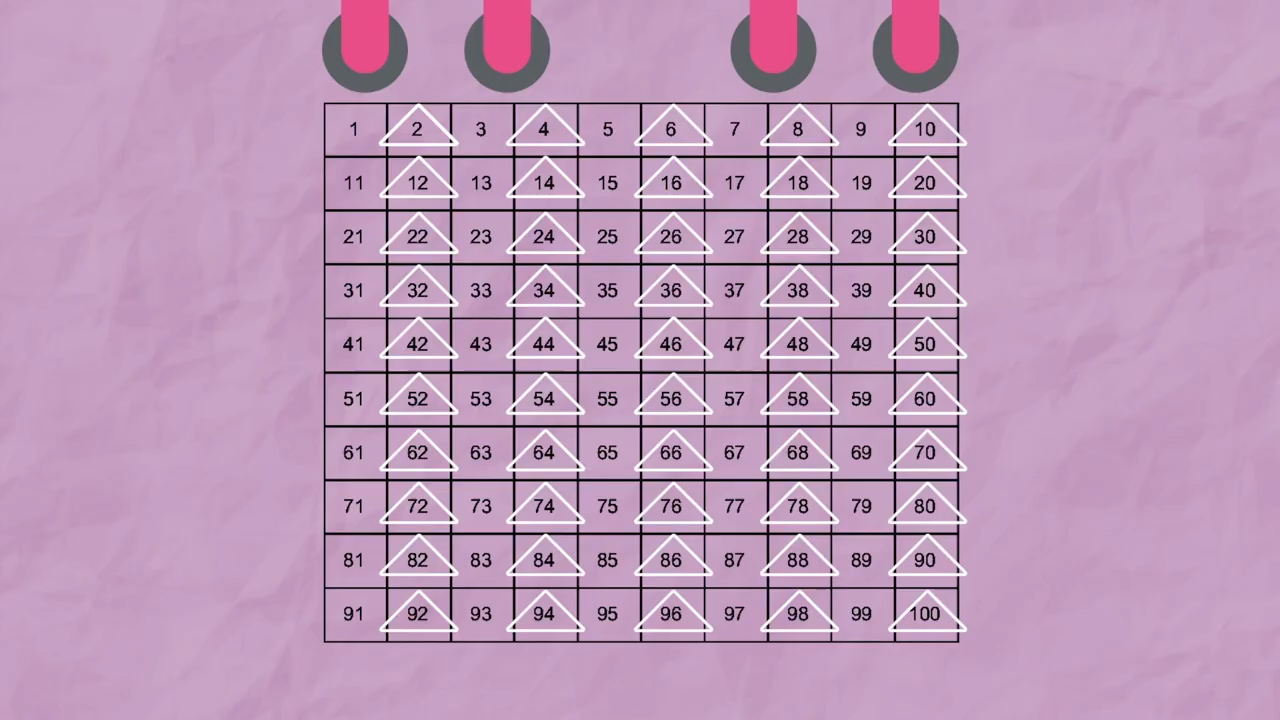 1 2 3 4 5 6 7 8 9 10
11 12 13 14 15 16 17 18 19 20
21 22 23 24 25 26 27 28 29 30
31 32 33 34 35 36 37 38 39 40
41 42 43 44 45 46 47 48 49 50
51 52 53 54 55 56 57 58 59 60
61 62 63 64 65 66 67 68 69 70
71 72 73 74 75 76 77 78 79 80
81 82 83 84 85 86 87 88 89 90
91 92 93 94 95 96 97 98 99 100